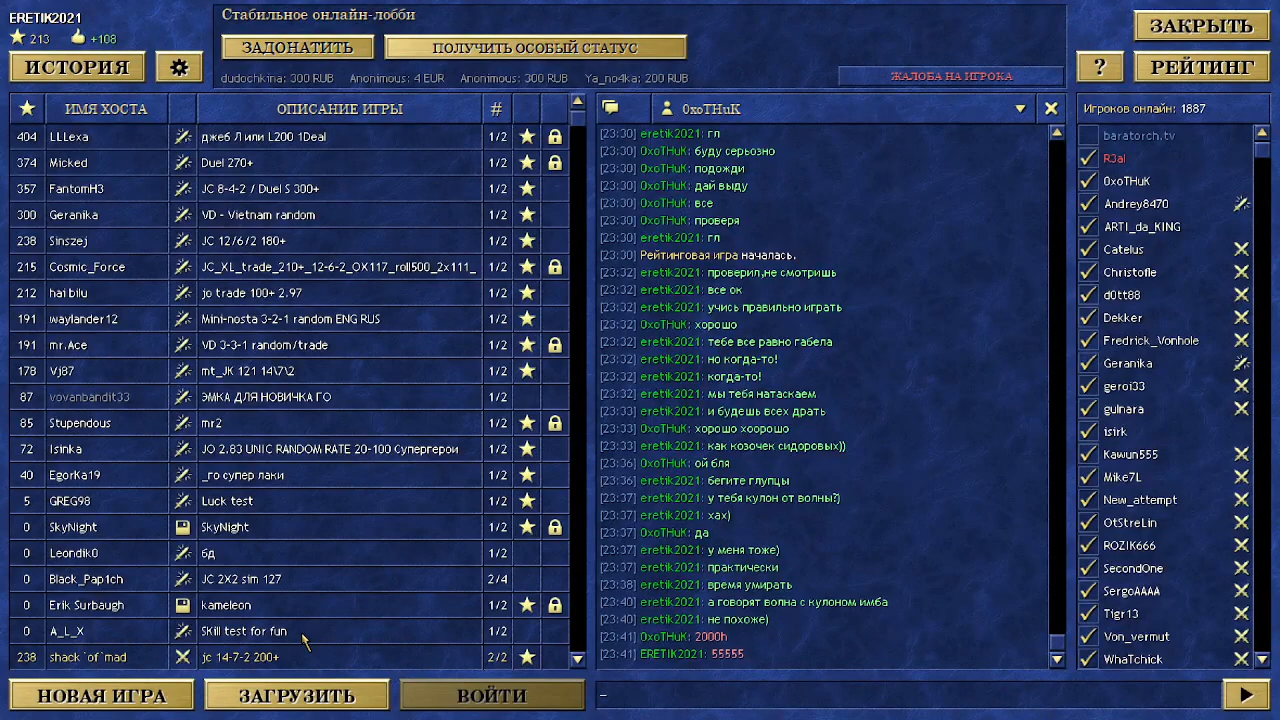 ERETIK2021
213 +108
ИСТОРИЯ
Стабильное онлайн-лобби
ЗАДОНАТИТЬ
ПОЛУЧИТЬ ОСОБЫЙ СТАТУС
dudochkina: 300 RUB Anonymous: 4 EUR Anonymous: 300 RUB Ya_no4ka: 200 RUB
ЖАЛОБА НА ИГРОКА
ЗАКРЫТЬ
?
РЕЙТИНГ
ИМЯ ХОСТА ОПИСАНИЕ ИГРЫ #
404 LLLexa джеб Л или L200 1Deal 1/2
374 Micked Duel 270+ 1/2
357 FantomH3 JC 8-4-2 / Duel S 300+ 1/2
300 Geranika VD - Vietnam random 1/2
238 Sinszej JC 12/6/2 180+ 1/2
215 Cosmic_Force JC_XL_trade_210+_12-6-2_OX117_roll500_2x111_ 1/2
212 hai bilu jo trade 100+ 2.97 1/2
191 waylander12 Mini-nosta 3-2-1 random ENG RUS 1/2
191 mr.Ace VD 3-3-1 random/trade 1/2
178 Vj87 mt_JK 121 14\7\2 1/2
87 vovanbandit33 ЭМКА ДЛЯ НОВИЧКА ГО 1/2
85 Stupendous mr2 1/2
72 Isinka JO 2.83 UNIC RANDOM RATE 20-100 Супергерои 1/2
40 EgorKa19 _го супер лаки 1/2
5 GREG98 Luck test 1/2
0 SkyNight SkyNight 1/2
0 Leondik0 бд 1/2
0 Black_Pap1ch JC 2X2 sim 127 2/4
0 Erik Surbaugh kameleon 1/2
0 A_L_X Skill test for fun 1/2
238 shack`of`mad jc 14-7-2 200+ 2/2
НОВАЯ ИГРА
ЗАГРУЗИТЬ
ВОЙТИ
0xoTHuK
[23:30] eretik2021: гл
[23:30] 0xoTHuK: буду серьозно
[23:30] 0xoTHuK: подожди
[23:30] 0xoTHuK: дай выду
[23:30] 0xoTHuK: все
[23:30] 0xoTHuK: проверя
[23:30] eretik2021: гл
[23:30] Рейтинговая игра началась.
[23:32] eretik2021: проверил,не смотришь
[23:32] eretik2021: все ок
[23:32] eretik2021: учись правильно играть
[23:32] 0xoTHuK: хорошо
[23:32] eretik2021: тебе все равно габела
[23:32] eretik2021: но когда-то!
[23:32] eretik2021: когда-то!
[23:32] eretik2021: мы тебя натаскаем
[23:33] eretik2021: и будешь всех драть
[23:33] 0xoTHuK: хорошо хоорошо
[23:33] eretik2021: как козочек сидоровых))
[23:36] 0xoTHuK: ой бля
[23:36] eretik2021: бегите глупцы
[23:37] eretik2021: у тебя кулон от волны?)
[23:37] eretik2021: хах)
[23:37] 0xoTHuK: да
[23:37] eretik2021: у меня тоже)
[23:37] eretik2021: практически
[23:38] eretik2021: время умирать
[23:40] eretik2021: а говорят волна с кулоном имба
[23:40] eretik2021: не похоже)
[23:41] 0xoTHuK: 2000h
[23:41] ERETIK2021: 55555
Игроков онлайн: 1887
baratorch.tv
R3al
0xoTHuK
Andrey8470
ARTI_da_KING
Catelus
Christofle
d0tt88
Dekker
Fredrick_Vonhole
Geranika
geroi33
gulnara
isirk
Kawun555
Mike7L
New_attempt
OtstreLin
ROZIK666
SecondOne
SergoAAAA
Tigr13
Von_vermut
WhaTchick